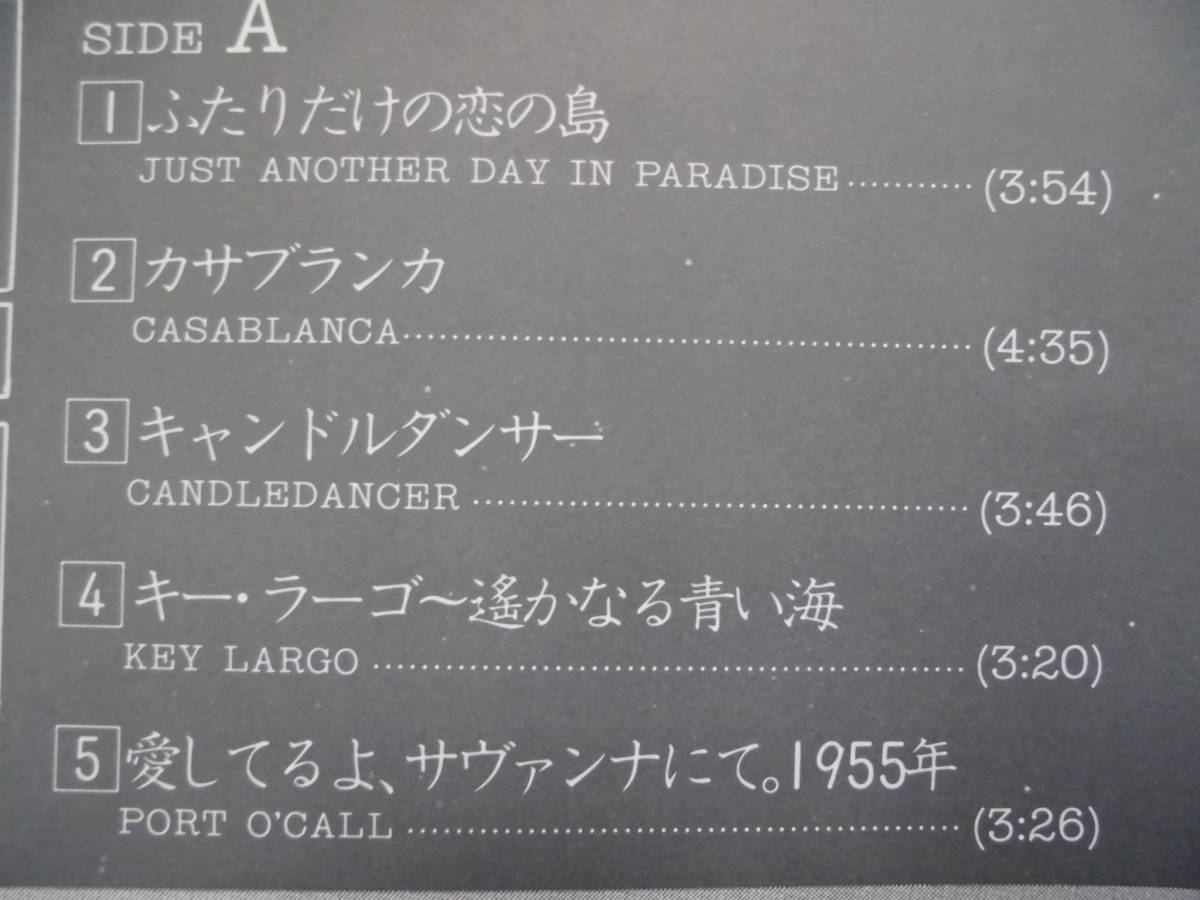 SIDE A
1 ふたりだけの恋の島
JUST ANOTHER DAY IN PARADISE ··········· (3:54)
2 カサブランカ
CASABLANCA ······································ (4:35)
3 キャンドルダンサー
CANDLEDANCER ································· (3:46)
4 キー・ラーゴ〜遙かなる青い海
KEY LARGO ······································· (3:20)
5 愛してるよ、サヴァンナにて。1955年
PORT O'CALL ····································· (3:26)